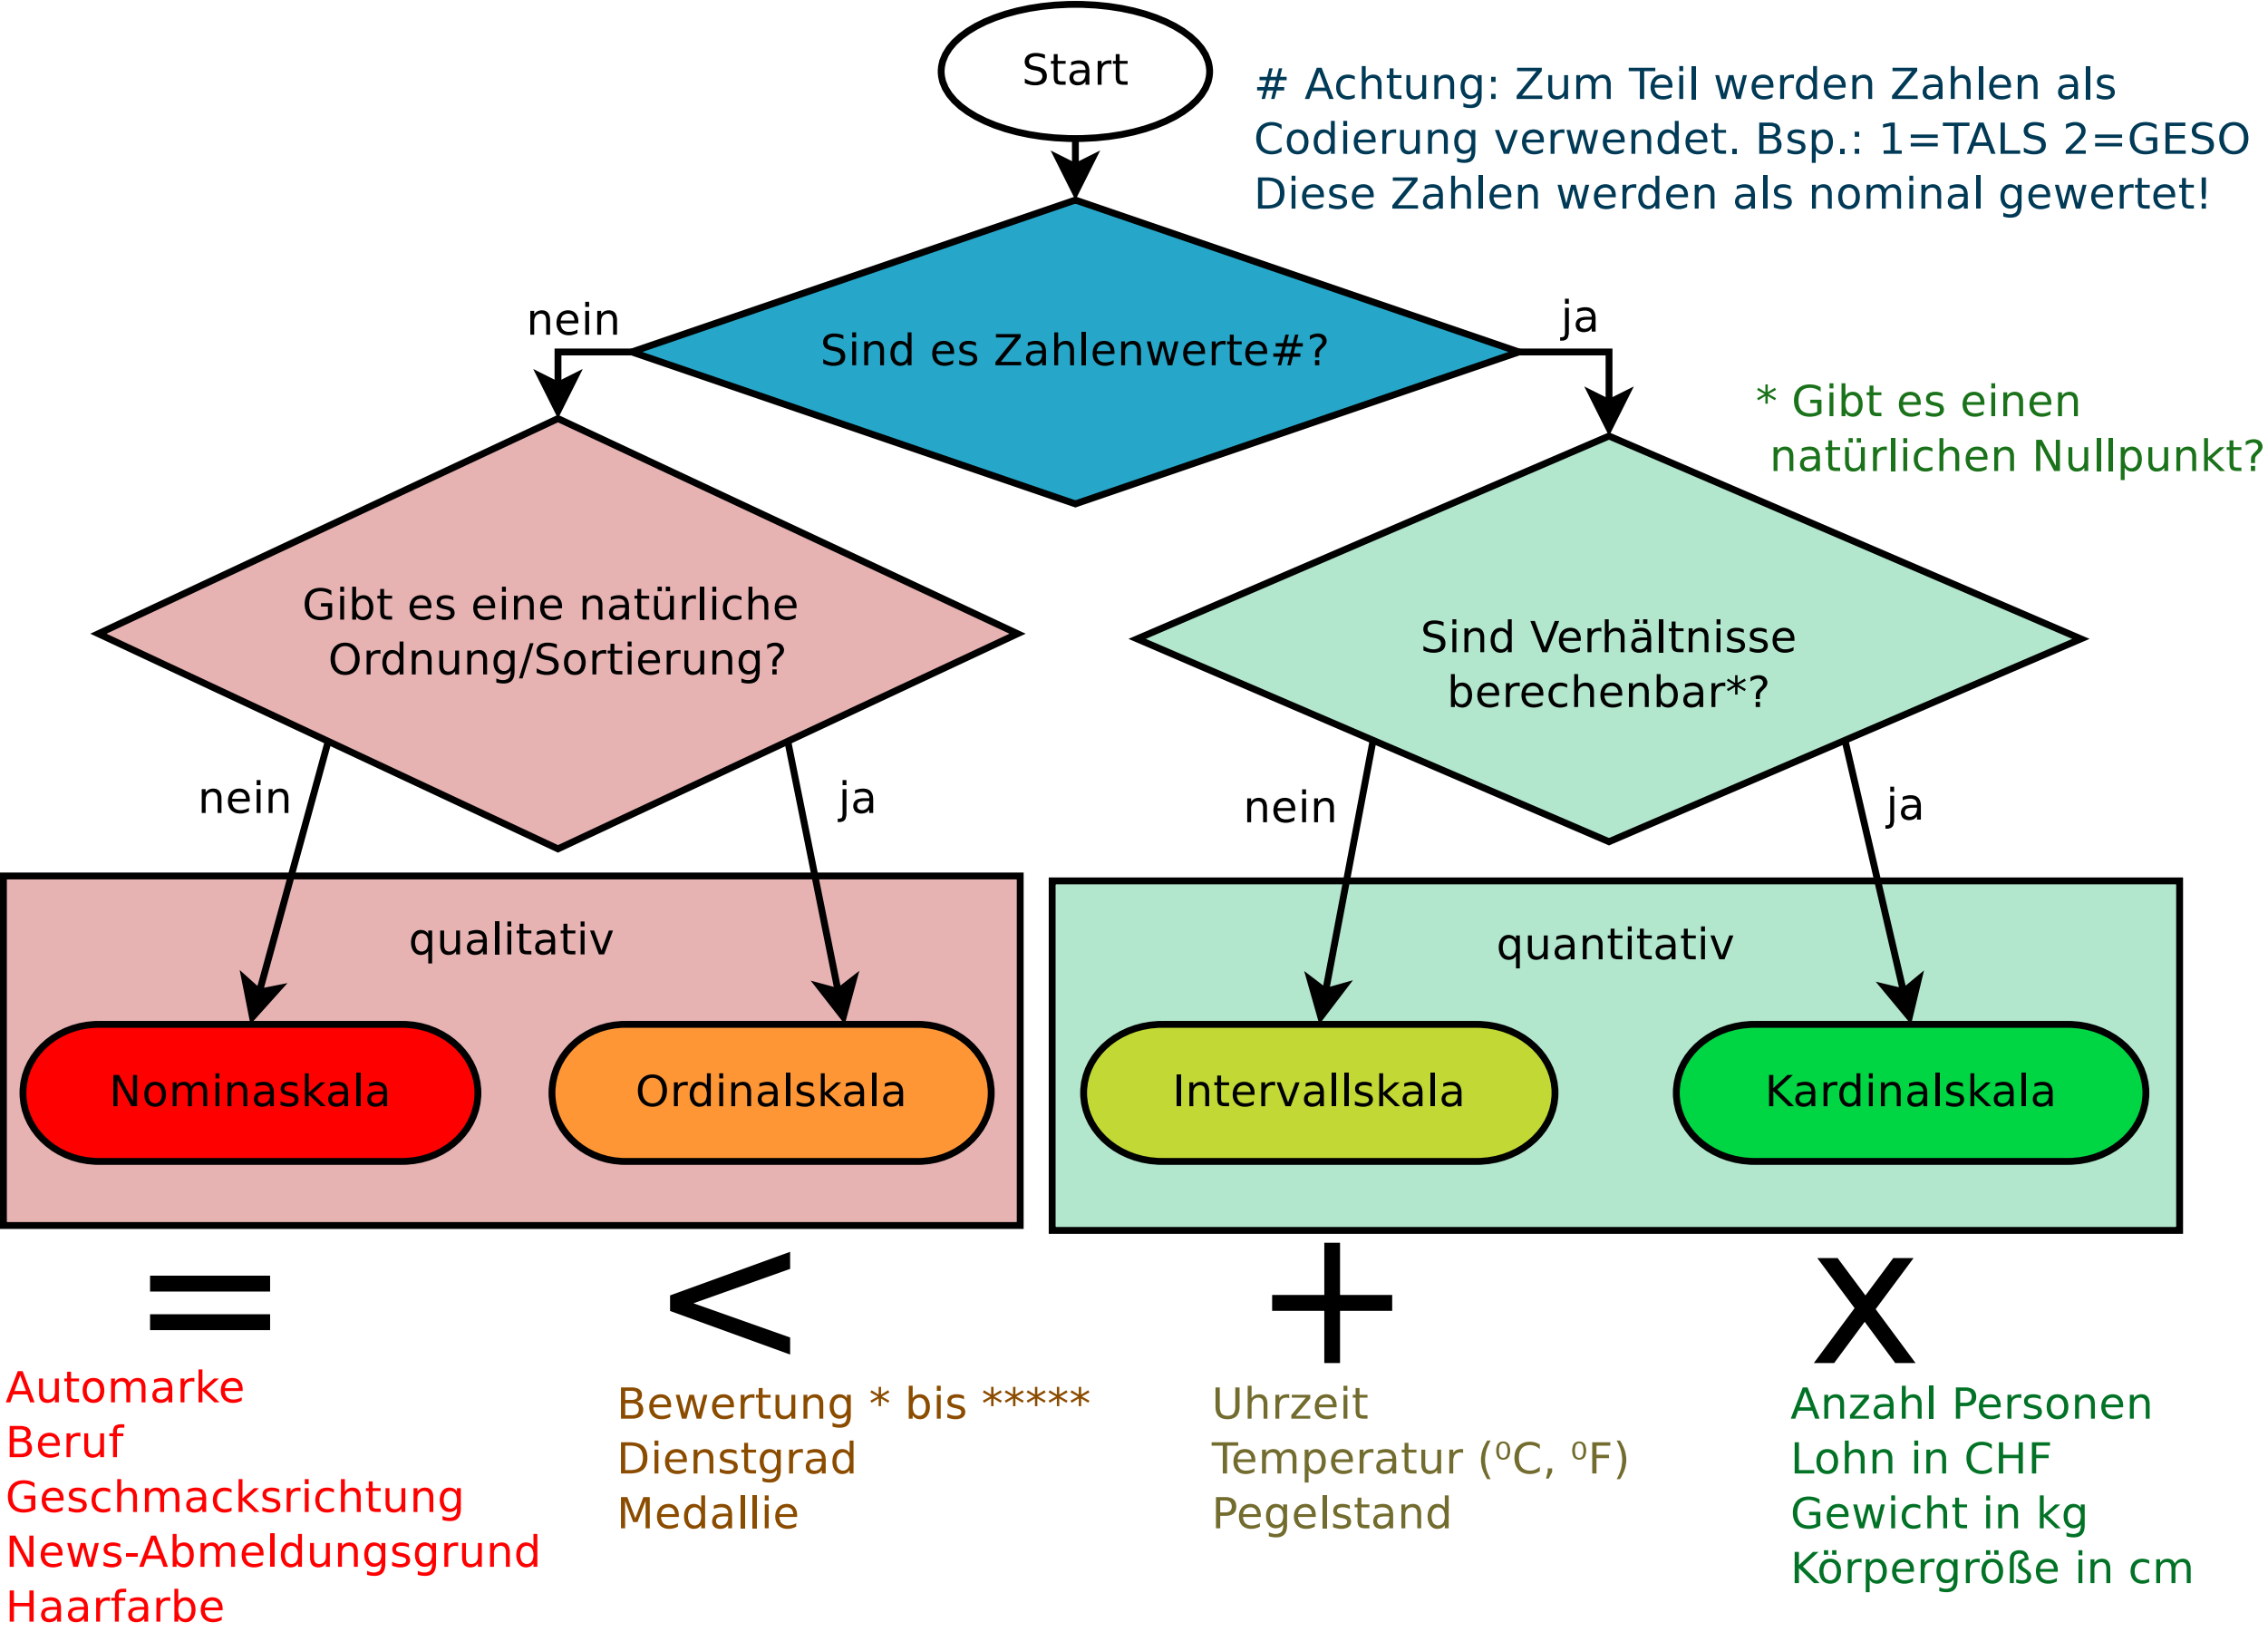 Start
# Achtung: Zum Teil werden Zahlen als
Codierung verwendet. Bsp.: 1=TALS 2=GESO
Diese Zahlen werden als nominal gewertet!
nein
Sind es Zahlenwerte#?
ja
* Gibt es einen
natürlichen Nullpunkt?
Gibt es eine natürliche
Ordnung/Sortierung?
Sind Verhältnisse
berechenbar*?
nein
ja
nein
ja
qualitativ
quantitativ
Nominaskala
Ordinalskala
Intervallskala
Kardinalskala
=
<
+
x
Automarke
Beruf
Geschmacksrichtung
News-Abmeldungsgrund
Haarfarbe
Bewertung * bis *****
Dienstgrad
Medallie
Uhrzeit
Temperatur (⁰C, ⁰F)
Pegelstand
Anzahl Personen
Lohn in CHF
Gewicht in kg
Körpergröße in cm